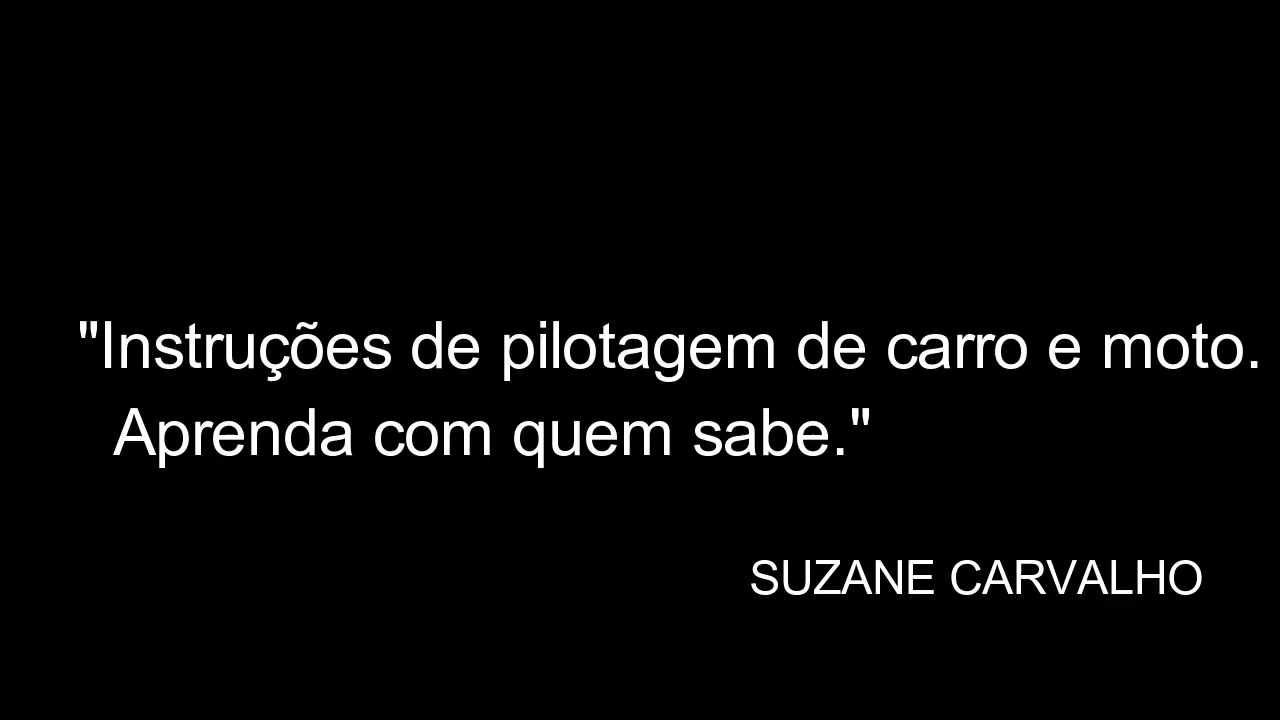 "Instruções de pilotagem de carro e moto.
Aprenda com quem sabe."
SUZANE CARVALHO